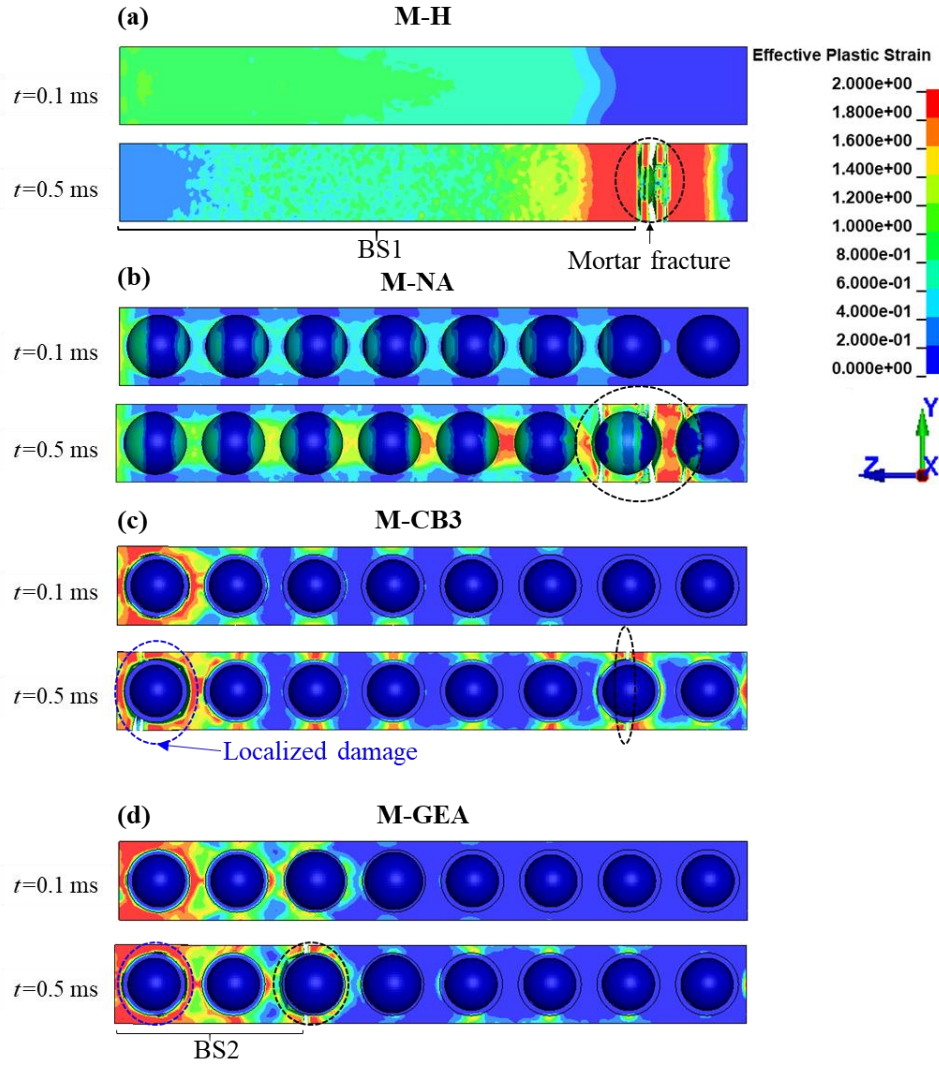 (a) M-H
t=0.1 ms
t=0.5 ms
BS1
Mortar fracture
Effective Plastic Strain
2.000e+00
1.800e+00
1.600e+00
1.400e+00
1.200e+00
1.000e+00
8.000e-01
6.000e-01
4.000e-01
2.000e-01
0.000e+00
Y
Z
X
(b) M-NA
t=0.1 ms
t=0.5 ms
(c) M-CB3
t=0.1 ms
t=0.5 ms
Localized damage
(d) M-GEA
t=0.1 ms
t=0.5 ms
BS2